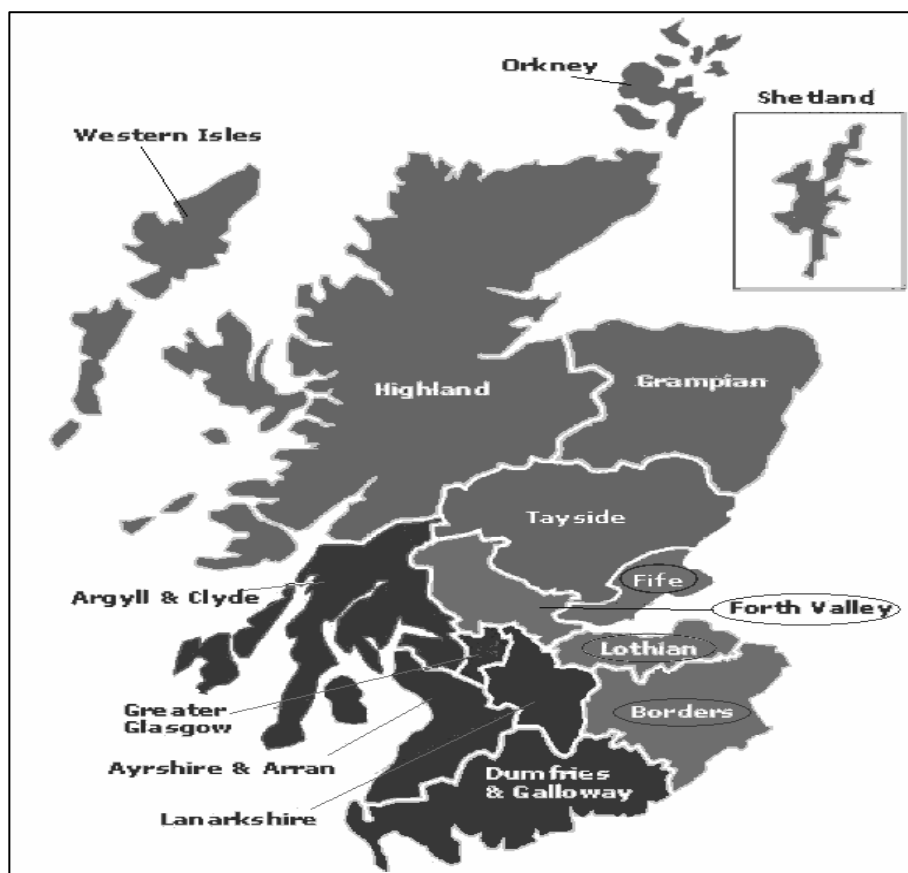 Orkney
Shetland
Western Isles
Highland
Grampian
Tayside
Argyll & Clyde
Fife
Forth Valley
Lothian
Greater
Glasgow
Borders
Ayrshire & Arran
Dumfries
& Galloway
Lanarkshire